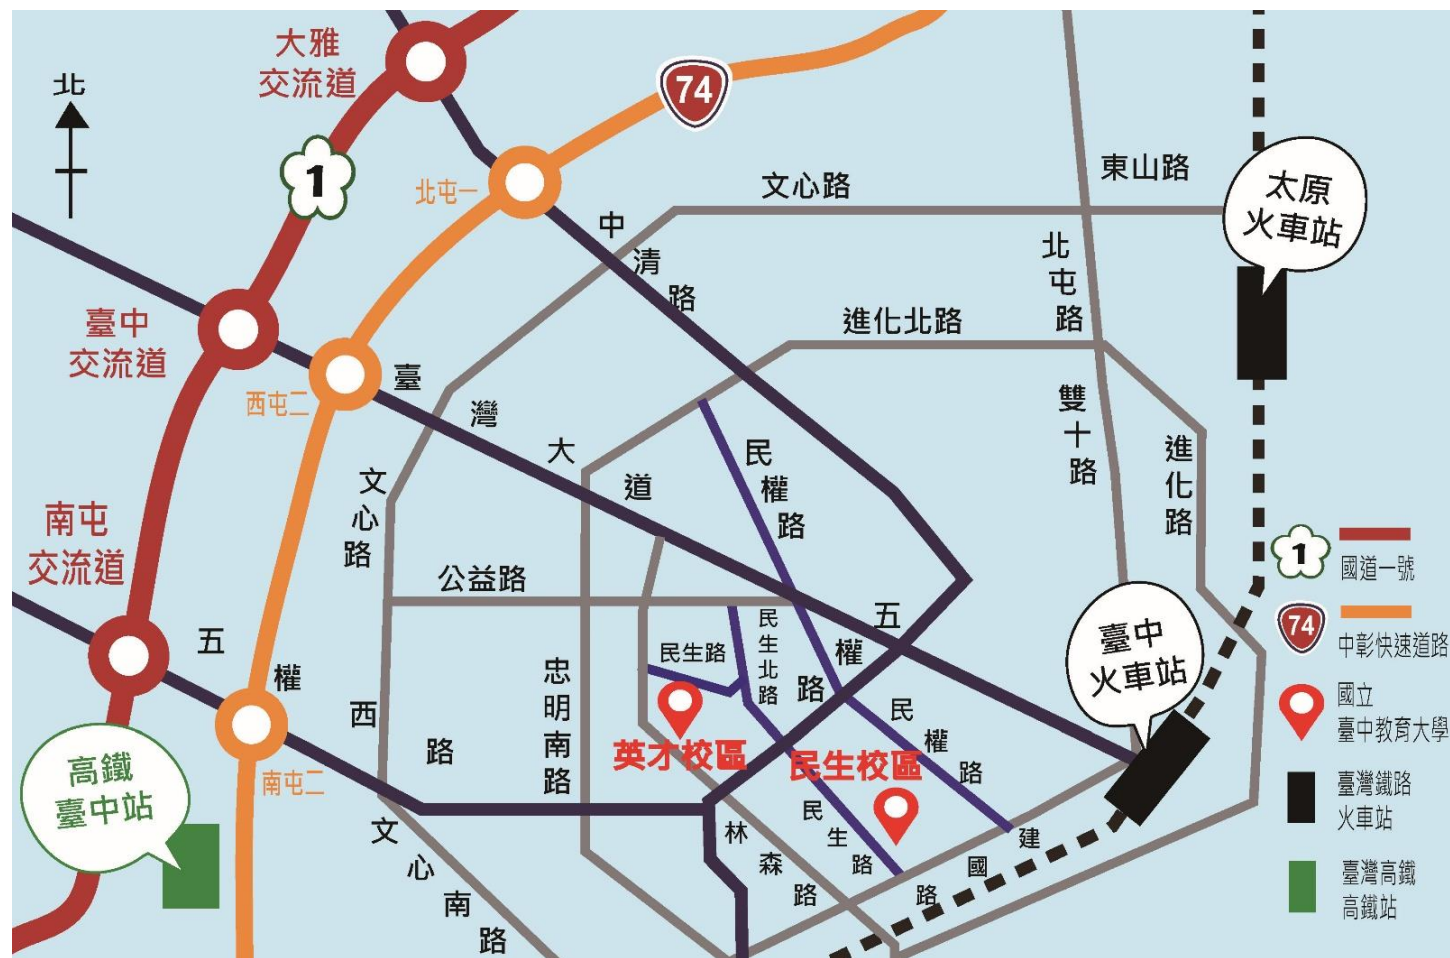 大雅
交流道
北
74
1
北屯一
文心路
東山路
太原
火車站
中清路
北屯路
進化北路
臺中
交流道
西屯二
臺灣大道
雙十路
進化路
民權路
文心路
南屯
交流道
公益路
五權西路
忠明南路
民生路
民生北路
五權路
民權路
臺中
火車站
英才校區
民生校區
高鐵
臺中站
南屯二
文心南路
林森路
民生路
建國路
1
國道一號
74
中彰快速道路
國立
臺中教育大學
臺灣鐵路
火車站
臺灣高鐵
高鐵站